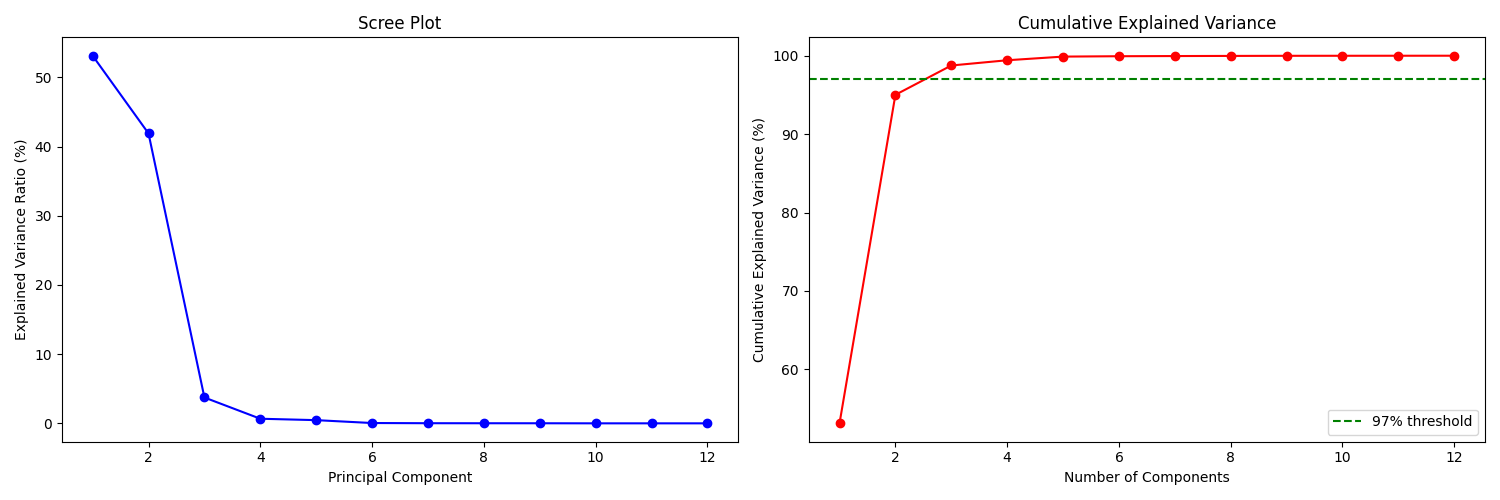 Scree Plot
Explained Variance Ratio (%)
50
40
30
20
10
0
2 4 6 8 10 12
Principal Component
Cumulative Explained Variance
Cumulative Explained Variance (%)
100
90
80
70
60
97% threshold
2 4 6 8 10 12
Number of Components